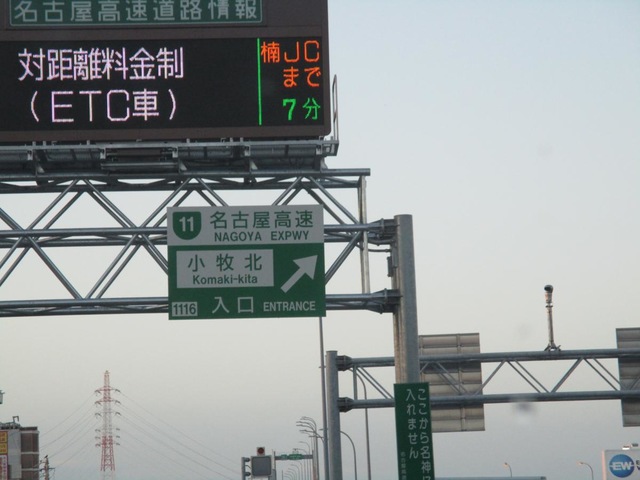 名古屋高速道路情報
対距離料金制
(ETC車)
楠JC
まで
7分
11 名古屋高速
NAGOYA EXPWY
小牧北
Komaki-kita
1116 入口 ENTRANCE
ここから名神に
入れません
EW